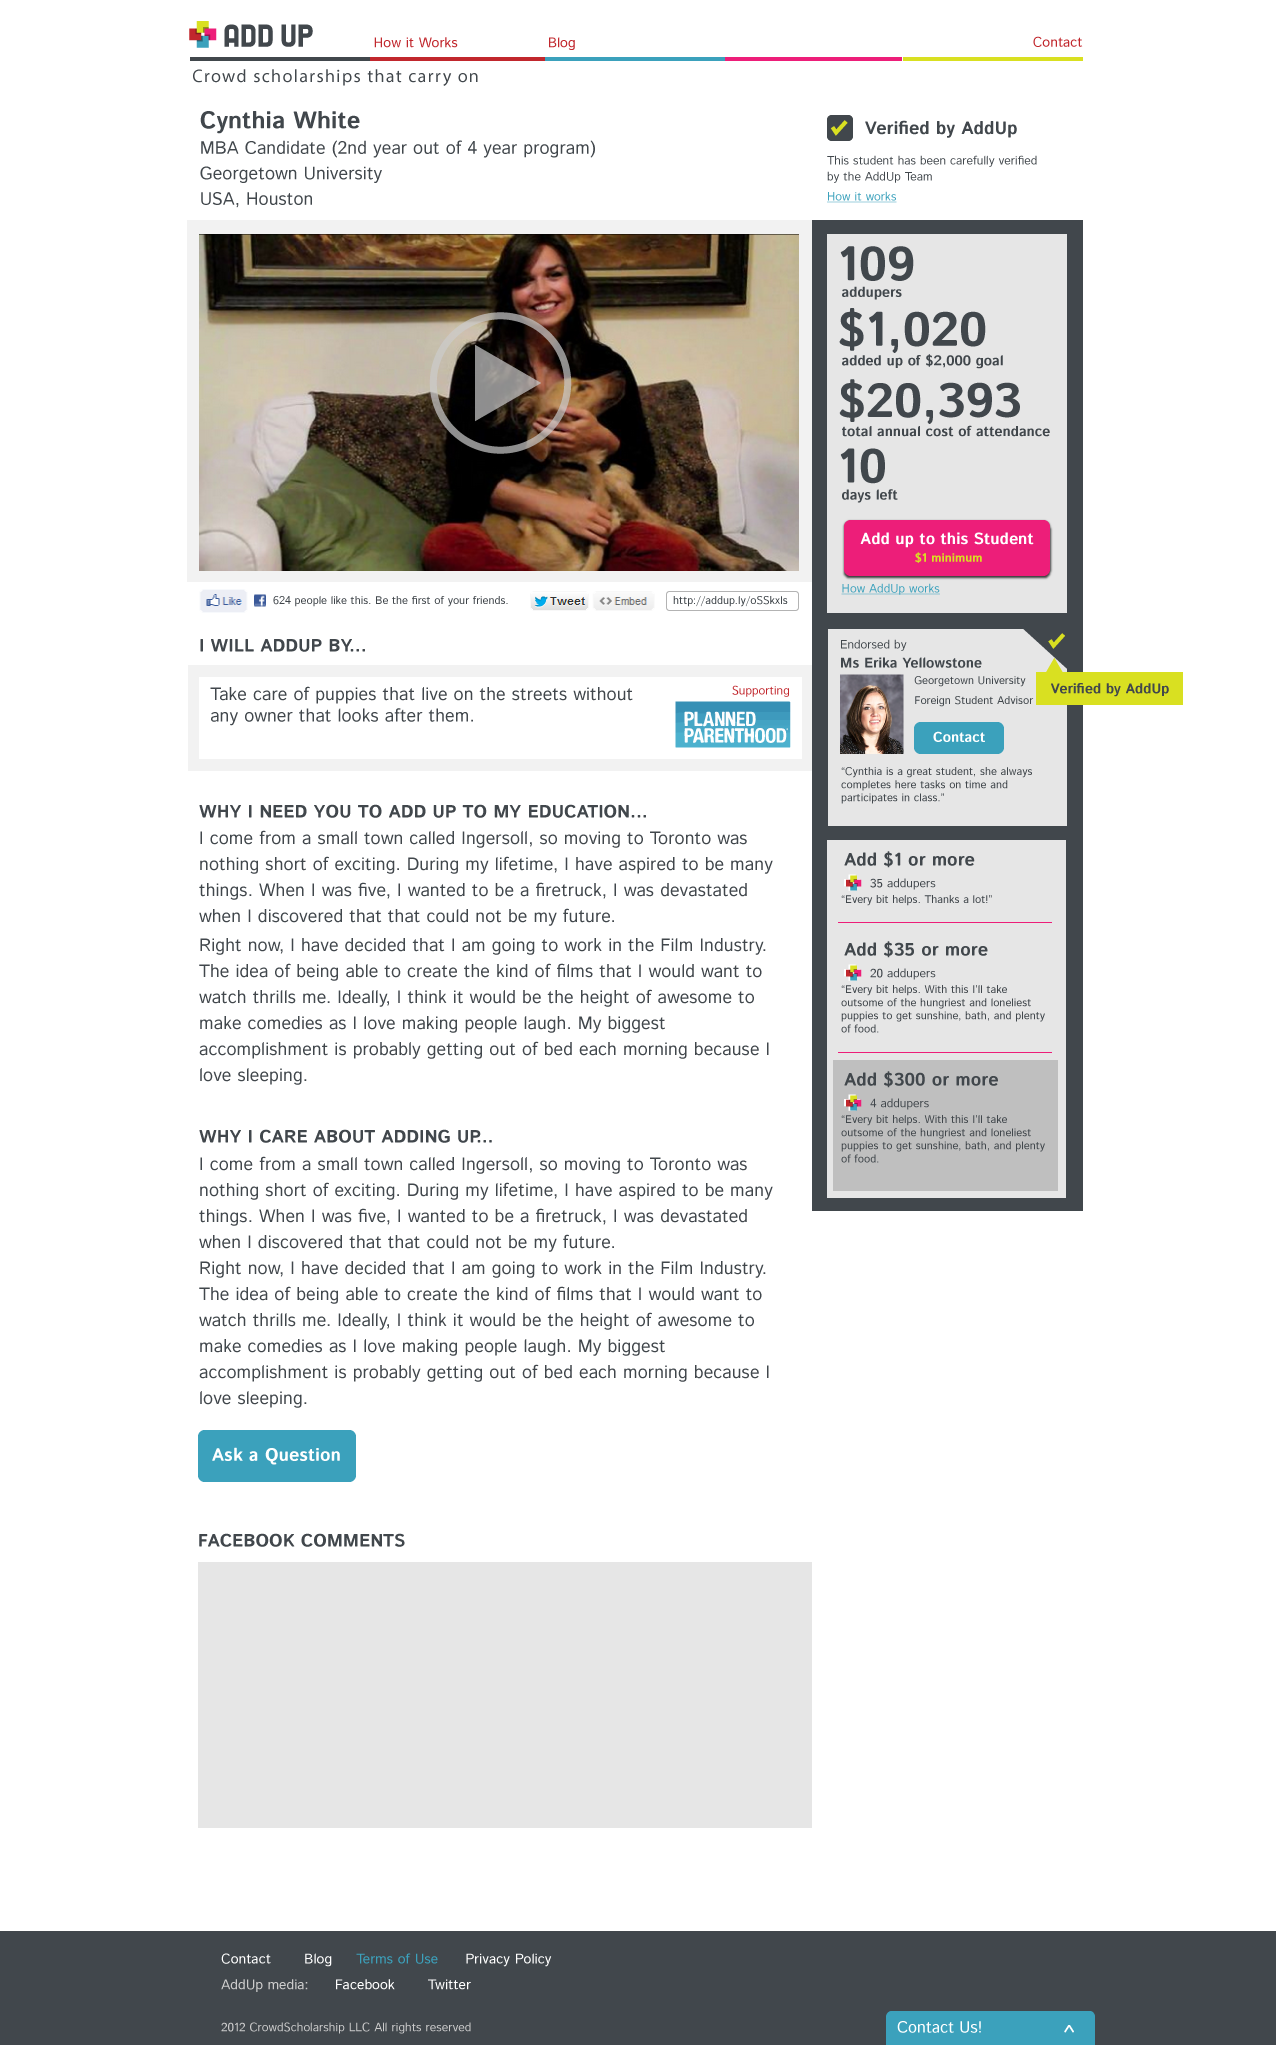 ADD UP
How it Works
Blog
Contact
Crowd scholarships that carry on
Cynthia White
MBA Candidate (2nd year out of 4 year program)
Georgetown University
USA, Houston
Verified by AddUp
This student has been carefully verified
by the AddUp Team
How it works
109
addupers
$1,020
added up of $2,000 goal
$20,393
total annual cost of attendance
10
days left
Add up to this Student
$1 minimum
How AddUp works
Like
624 people like this. Be the first of your friends.
Tweet
Embed
http://addup.ly/oSSkxIs
I WILL ADDUP BY...
Take care of puppies that live on the streets without
any owner that looks after them.
Supporting
PLANNED
PARENTHOOD
Endorsed by
Ms Erika Yellowstone
Georgetown University
Foreign Student Advisor
Verified by AddUp
Contact
“Cynthia is a great student, she always
completes here tasks on time and
participates in class.”
WHY I NEED YOU TO ADD UP TO MY EDUCATION...
I come from a small town called Ingersoll, so moving to Toronto was
nothing short of exciting. During my lifetime, I have aspired to be many
things. When I was five, I wanted to be a firetruck, I was devastated
when I discovered that that could not be my future.
Right now, I have decided that I am going to work in the Film Industry.
The idea of being able to create the kind of films that I would want to
watch thrills me. Ideally, I think it would be the height of awesome to
make comedies as I love making people laugh. My biggest
accomplishment is probably getting out of bed each morning because I
love sleeping.
Add $1 or more
35 addupers
“Every bit helps. Thanks a lot!”
Add $35 or more
20 addupers
“Every bit helps. With this I'll take
outsome of the hungriest and loneliest
puppies to get sunshine, bath, and plenty
of food.
Add $300 or more
4 addupers
“Every bit helps. With this I'll take
outsome of the hungriest and loneliest
puppies to get sunshine, bath, and plenty
of food.
WHY I CARE ABOUT ADDING UP...
I come from a small town called Ingersoll, so moving to Toronto was
nothing short of exciting. During my lifetime, I have aspired to be many
things. When I was five, I wanted to be a firetruck, I was devastated
when I discovered that that could not be my future.
Right now, I have decided that I am going to work in the Film Industry.
The idea of being able to create the kind of films that I would want to
watch thrills me. Ideally, I think it would be the height of awesome to
make comedies as I love making people laugh. My biggest
accomplishment is probably getting out of bed each morning because I
love sleeping.
Ask a Question
FACEBOOK COMMENTS
Contact
Blog
Terms of Use
Privacy Policy
AddUp media:
Facebook
Twitter
2012 CrowdScholarship LLC All rights reserved
Contact Us!